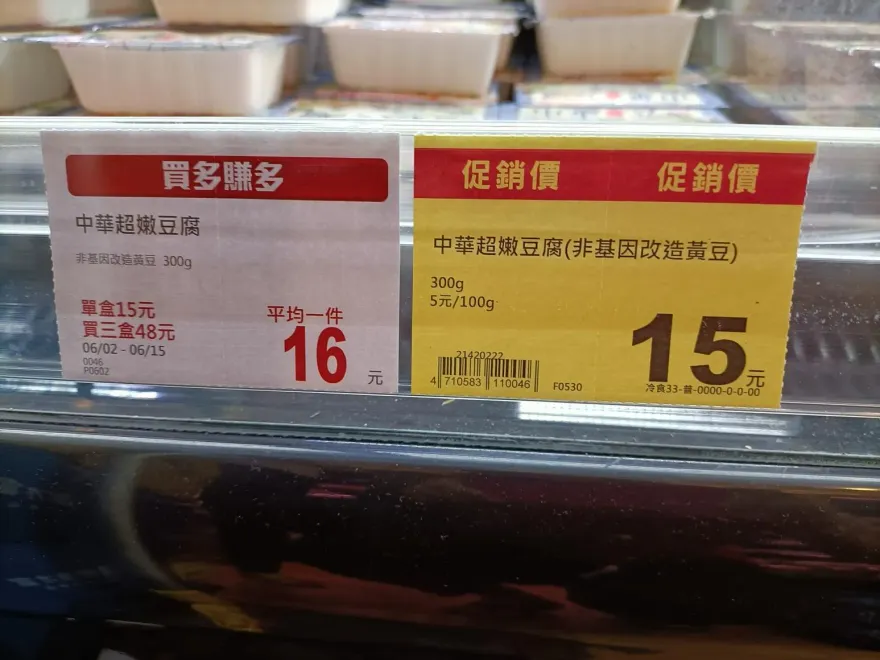 買多賺多
中華超嫩豆腐
非基因改造黃豆 300g
單盒15元
買三盒48元
06/02 - 06/15
0046
P0602
平均一件
16 元
促銷價 促銷價
中華超嫩豆腐(非基因改造黃豆)
300g
5元/100g
21420222
4 710583 110046
F0530
15元
冷食33-普-0000-0-0-00